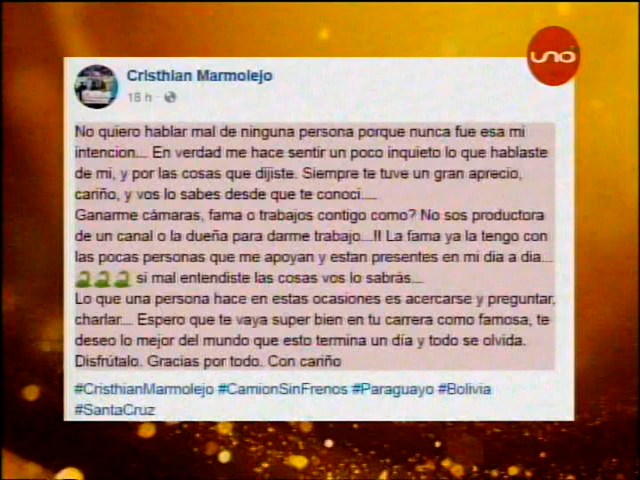 uno
Cristhian Marmolejo
18 h ·
No quiero hablar mal de ninguna persona porque nunca fue esa mi
intencion.... En verdad me hace sentir un poco inquieto lo que hablaste
de mi, y por las cosas que dijiste. Siempre te tuve un gran aprecio,
cariño, y vos lo sabes desde que te conoci.....
Ganarme cámaras, fama o trabajos contigo como? No sos productora
de un canal o la dueña para darme trabajo...!! La fama ya la tengo con
las pocas personas que me apoyan y estan presentes en mi dia a dia...
si mal entendiste las cosas vos lo sabrás....
Lo que una persona hace en estas ocasiones es acercarse y preguntar,
charlar.... Espero que te vaya super bien en tu carrera como famosa, te
deseo lo mejor del mundo que esto termina un día y todo se olvida.
Disfrútalo. Gracias por todo. Con cariño
#CristhianMarmolejo #CamionSinFrenos #Paraguayo #Bolivia
#SantaCruz